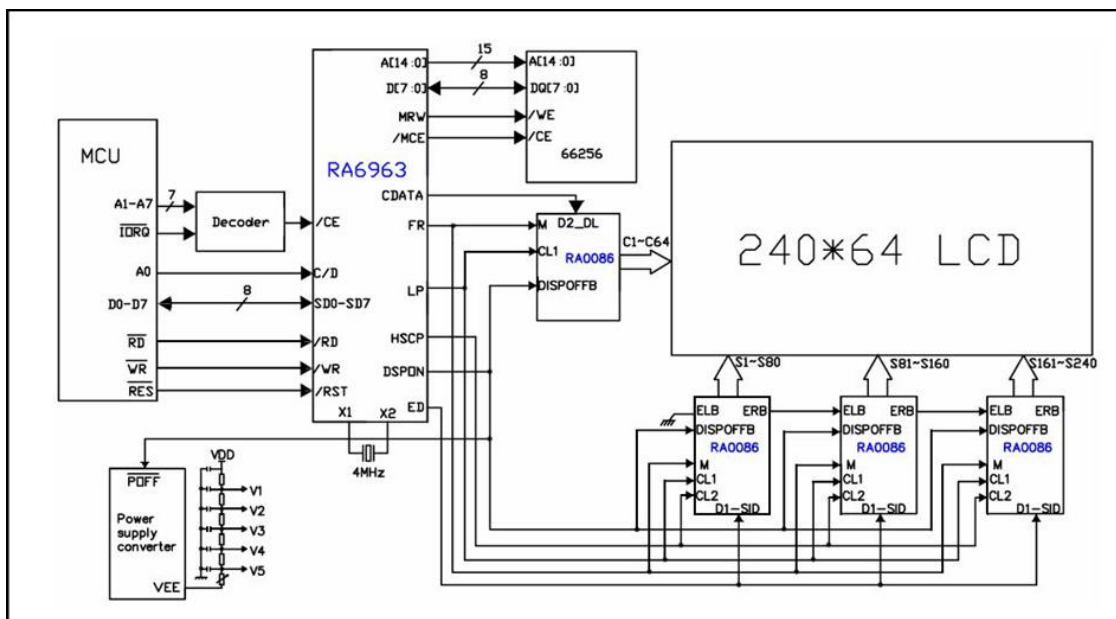 MCU
A1-A7
7
IORQ
A0
D0-D7
8
RD
WR
RES
Decoder
RA6963
/CE
C/D
SD0-SD7
/RD
/WR
/RST
X1
X2
4MHz
A[14:0]
D[7:0]
MRW
/MCE
CDATA
FR
LP
HSCP
DSPON
ED
15
8
A[14:0]
DQ[7:0]
/WE
/CE
66256
D2_DL
M
CL1
RA0086
DISPOFFB
C1~C64
240*64 LCD
S1~S80
S81~S160
S161~S240
ELB ERB
DISPOFFB
RA0086
M
CL1
CL2
D1-SID
ELB ERB
DISPOFFB
RA0086
M
CL1
CL2
D1-SID
ELB ERB
DISPOFFB
RA0086
M
CL1
CL2
D1-SID
POFF
Power
supply
converter
VEE
VDD
V1
V2
V3
V4
V5